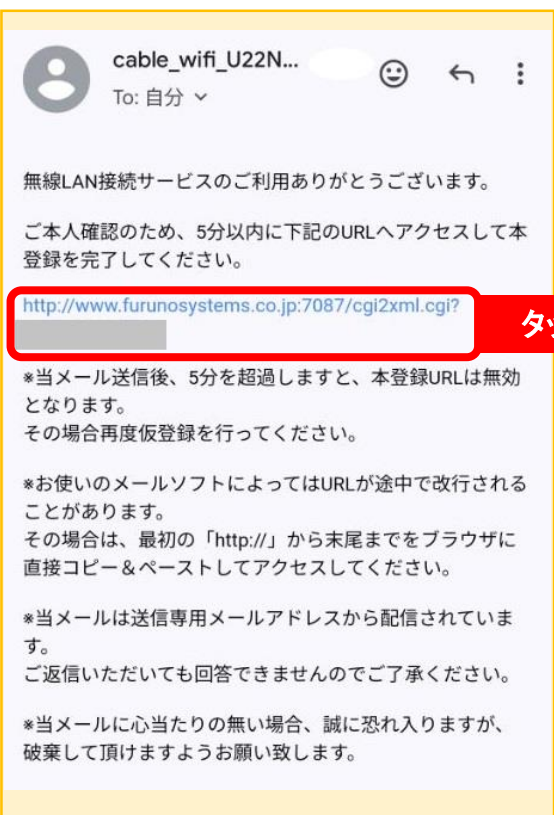 cable_wifi_U22N...
To: 自分
無線LAN接続サービスのご利用ありがとうござい­ます。
ご本人確認のため、5分以内に下記のURLへアクセスして本
登録を完了してください。
http://www.furunosystems.co.jp:7087/cgi2xml.cgi?
タッ
※当メール送信後、5分を超過しますと、本登録URLは無効
となります。
その場合再度仮登録を行ってください。
※お使いのメールソフトによってはURLが途中で改行される
ことがあります。
その場合は、最初の「http://」から末尾までをブラウザに
直接コピー＆ペーストしてアクセスしてください。
※当メールは送信専用メールアドレスから配信されていま
す。
ご返信いただいても回答できませんのでご了承ください。
※当メールに心当たりの無い場合、誠に恐れ入りますが、
破棄して頂けますようお願い致します。